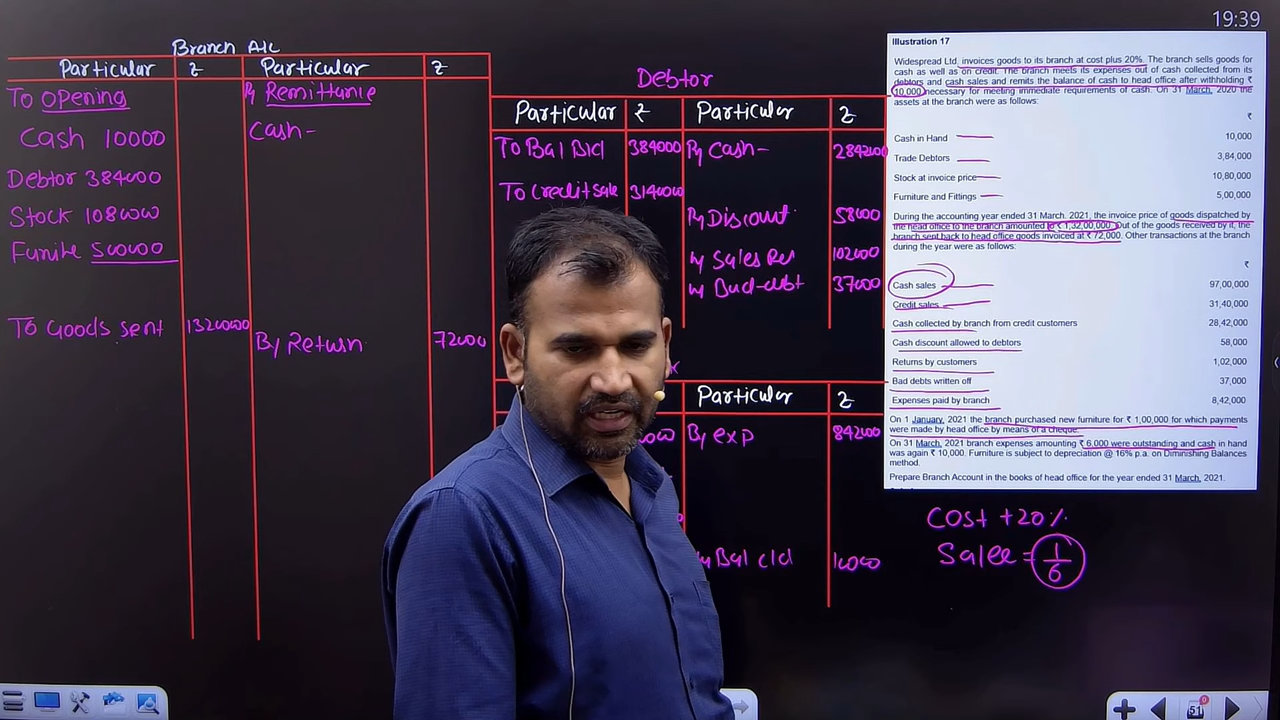 19:39
Branch A/c
Particular ₹ Particular ₹
To Opening By Remittance
Cash 10000 Cash -
Debtor 384000
Stock 1080000
Furnite 500000
To Goods sent 13200000
By Return 72000
Debtor
Particular ₹ Particular ₹
To Bal B/d 384000 By Cash - 2842000
To Credit sale 3140000
By Discount 58000
By Sales Ret 102000
By Bad-debt 37000
Particular ₹
By exp 842000
By Bal c/d 10000
Illustration 17
Widespread Ltd. invoices goods to its branch at cost plus 20%. The branch sells goods for
cash as well as on credit. The branch meets its expenses out of cash collected from its
debtors and cash sales and remits the balance of cash to head office after withholding ₹
10,000 necessary for meeting immediate requirements of cash. On 31 March, 2020 the
assets at the branch were as follows:
₹
Cash in Hand 10,000
Trade Debtors 3,84,000
Stock at invoice price 10,80,000
Furniture and Fittings 5,00,000
During the accounting year ended 31 March, 2021, the invoice price of goods dispatched by
the head office to the branch amounted to ₹ 1,32,00,000. Out of the goods received by it, the
branch sent back to head office goods invoiced at ₹ 72,000. Other transactions at the branch
during the year were as follows:
₹
Cash sales 97,00,000
Credit sales 31,40,000
Cash collected by branch from credit customers 28,42,000
Cash discount allowed to debtors 58,000
Returns by customers 1,02,000
Bad debts written off 37,000
Expenses paid by branch 8,42,000
On 1 January, 2021 the branch purchased new furniture for ₹ 1,00,000 for which payments
were made by head office by means of a cheque.
On 31 March, 2021 branch expenses amounting ₹ 6,000 were outstanding and cash in hand
was again ₹ 10,000. Furniture is subject to depreciation @ 16% p.a. on Diminishing Balances
method.
Prepare Branch Account in the books of head office for the year ended 31 March, 2021.
Cost +20%
Sales = 1/6
51